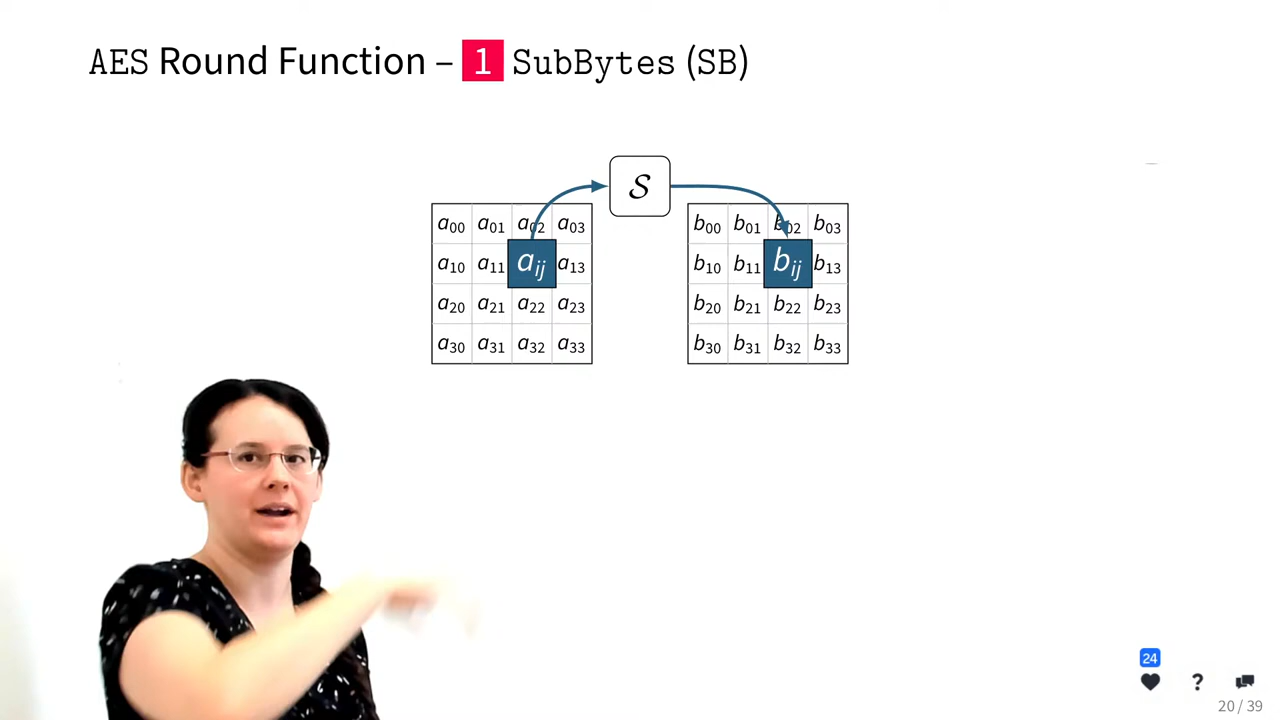 AES Round Function – 1 SubBytes (SB)
S
a00 a01 a02 a03
a10 a11 aij a13
a20 a21 a22 a23
a30 a31 a32 a33
b00 b01 b02 b03
b10 b11 bij b13
b20 b21 b22 b23
b30 b31 b32 b33
24
?
20 / 39